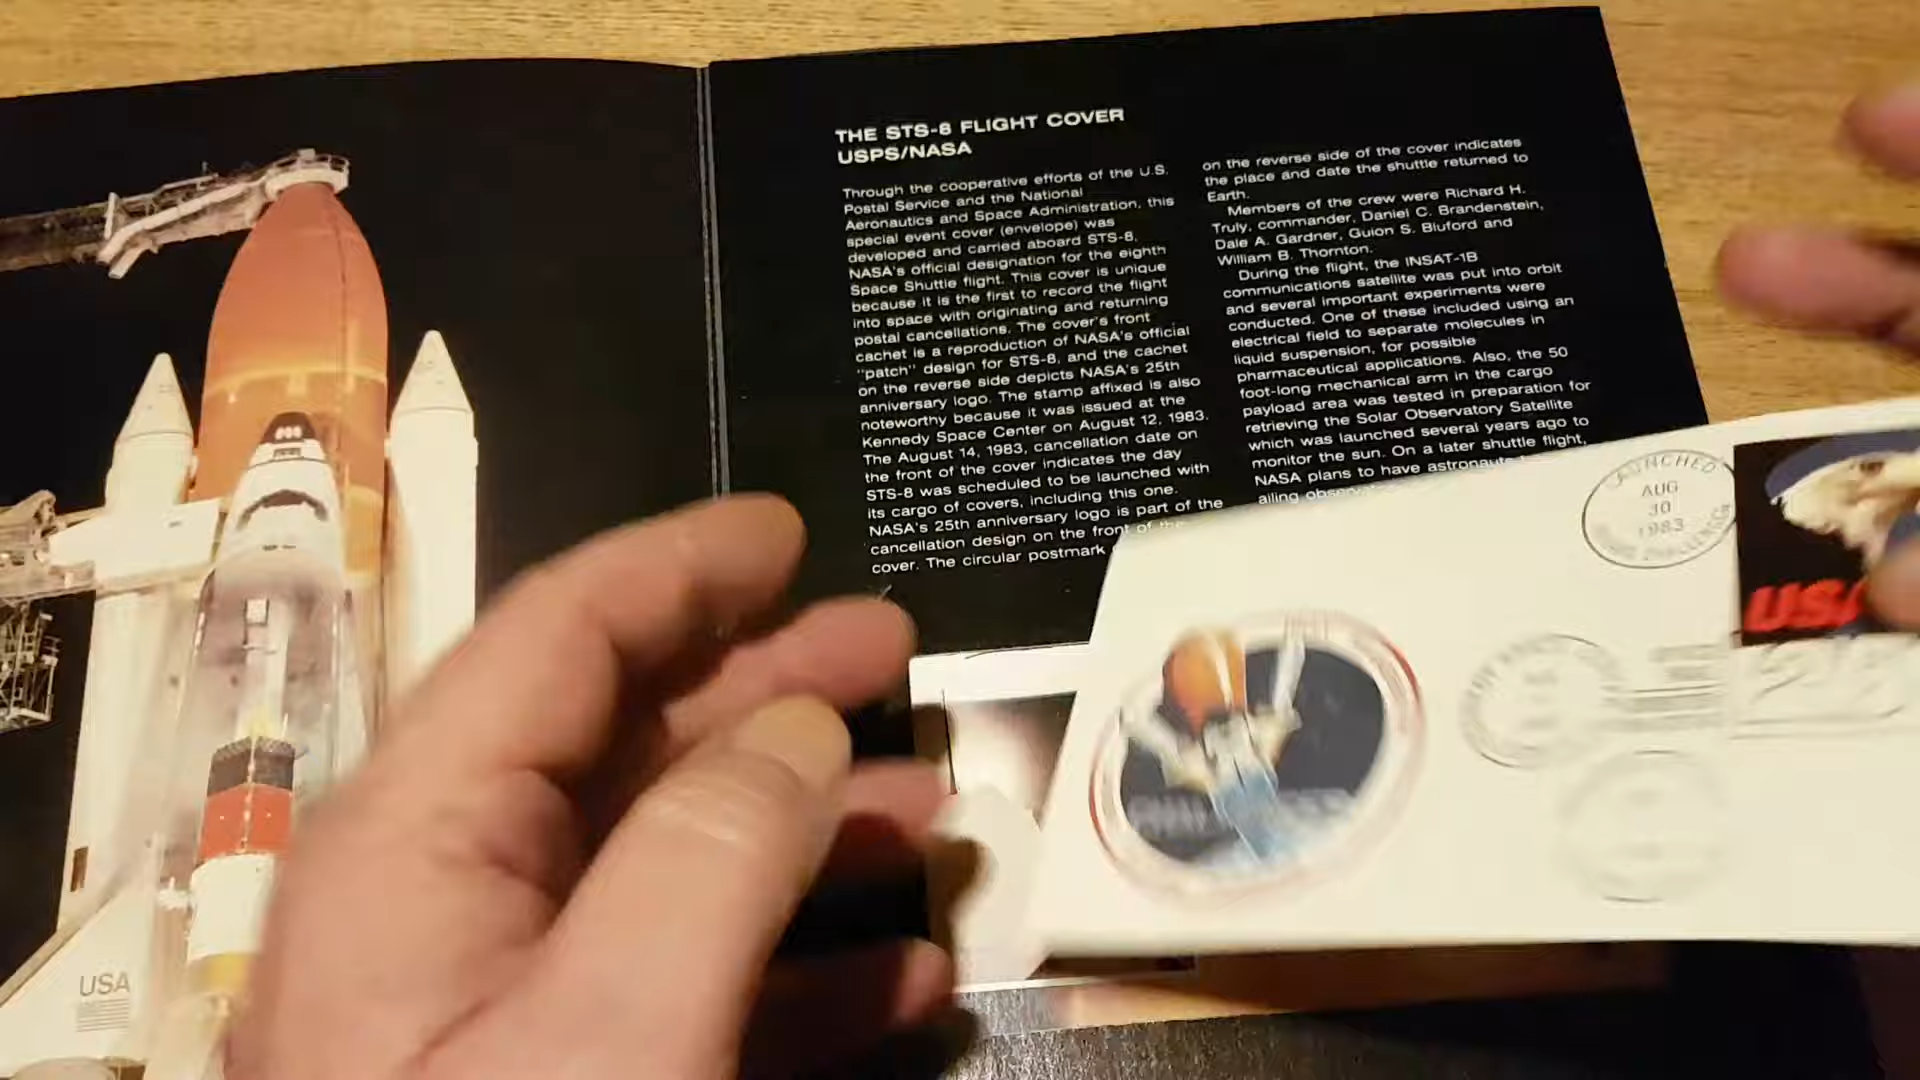 THE STS-8 FLIGHT COVER
USPS/NASA
Through the cooperative efforts of the U.S.
Postal Service and the National
Aeronautics and Space Administration, this
special event cover (envelope) was
developed and carried aboard STS-8,
NASA's official designation for the eighth
Space Shuttle flight. This cover is unique
because it is the first to record the flight
into space with originating and returning
postal cancellations. The cover's front
cachet is a reproduction of NASA's official
"patch" design for STS-8, and the cachet
on the reverse side depicts NASA's 25th
anniversary logo. The stamp affixed is also
noteworthy because it was issued at the
Kennedy Space Center on August 12, 1983.
The August 14, 1983, cancellation date on
the front of the cover indicates the day
STS-8 was scheduled to be launched with
its cargo of covers, including this one.
NASA's 25th anniversary logo is part of the
cancellation design on the front of the
cover. The circular postmark
on the reverse side of the cover indicates
the place and date the shuttle returned to
Earth.
Members of the crew were Richard H.
Truly, commander, Daniel C. Brandenstein,
Dale A. Gardner, Guion S. Bluford and
William B. Thornton.
During the flight, the INSAT-1B
communications satellite was put into orbit
and several important experiments were
conducted. One of these included using an
electrical field to separate molecules in
liquid suspension, for possible
pharmaceutical applications. Also, the 50
foot-long mechanical arm in the cargo
payload area was tested in preparation for
retrieving the Solar Observatory Satellite
which was launched several years ago to
monitor the sun. On a later shuttle flight,
NASA plans to have astronauts
ailing
LAUNCHED
AUG
30
1983
USA
USA